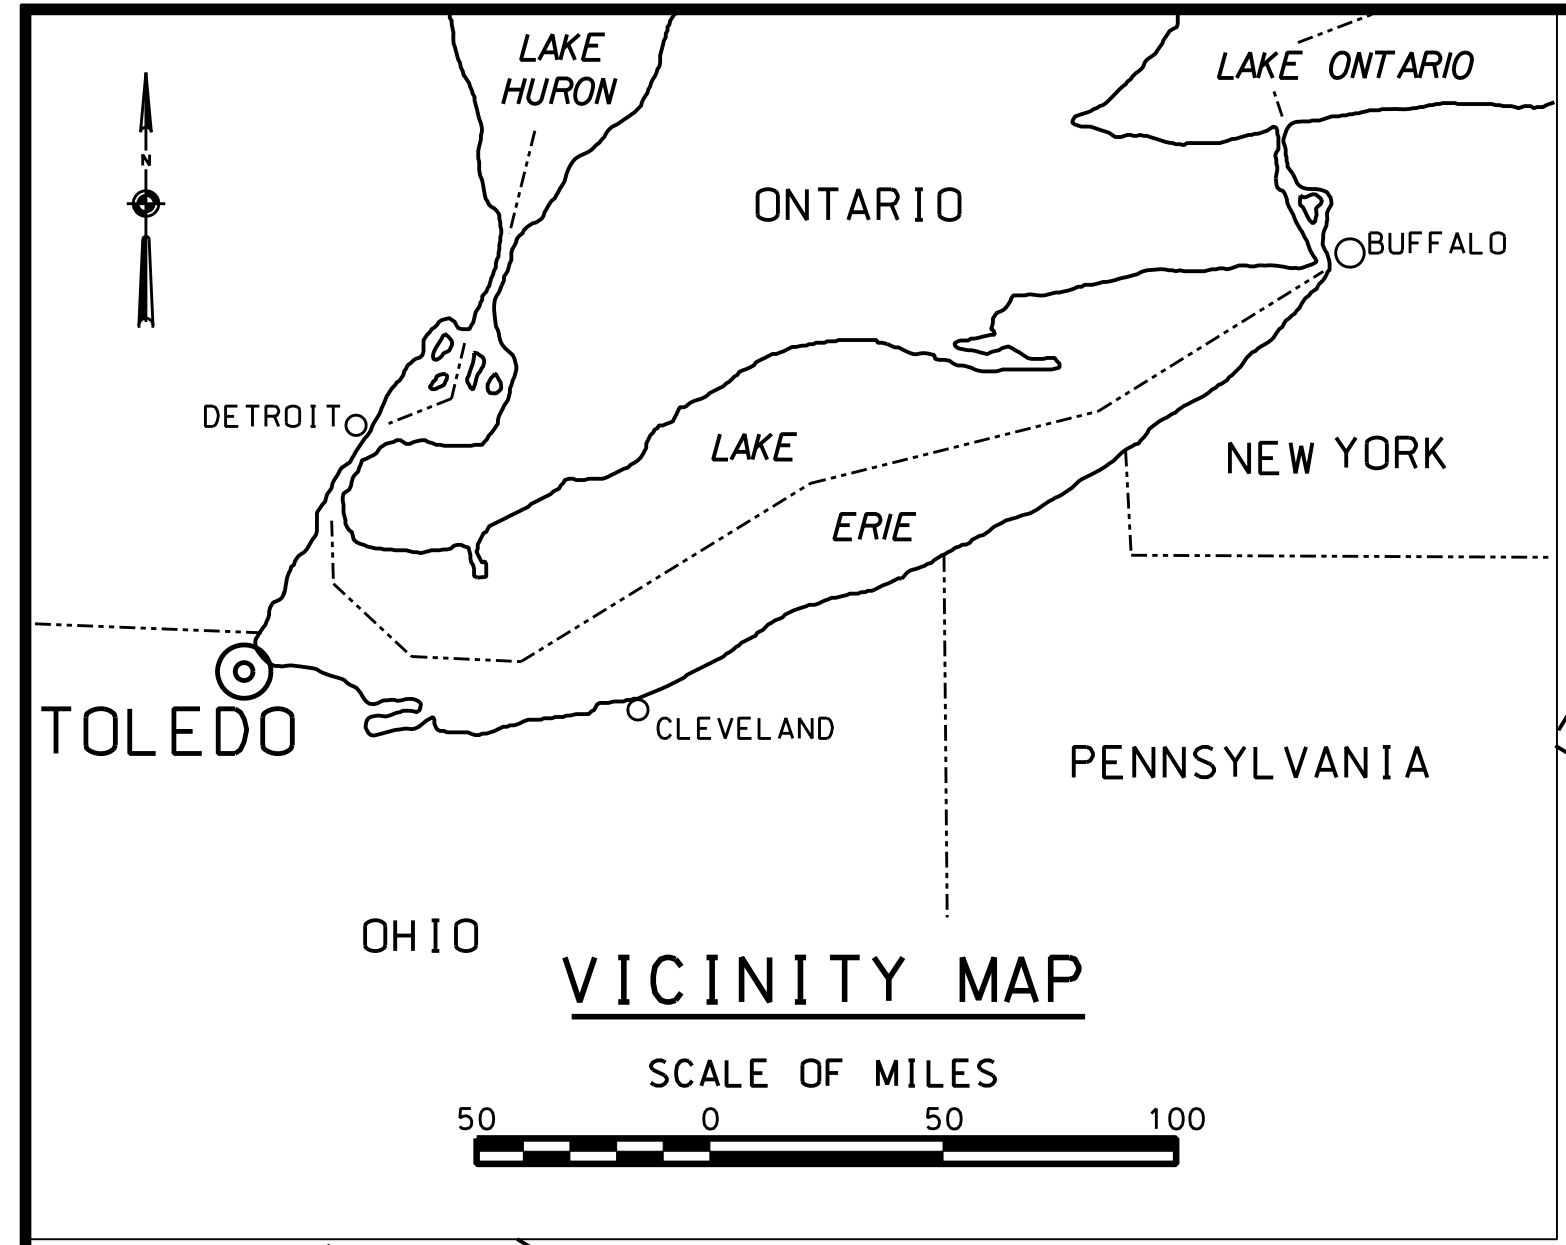 LAKE
HURON
LAKE ONTARIO
N
ONTARIO
BUFFALO
DETROIT
LAKE
NEW YORK
ERIE
TOLEDO
CLEVELAND
PENNSYLVANIA
OHIO
VICINITY MAP
SCALE OF MILES
50 0 50 100